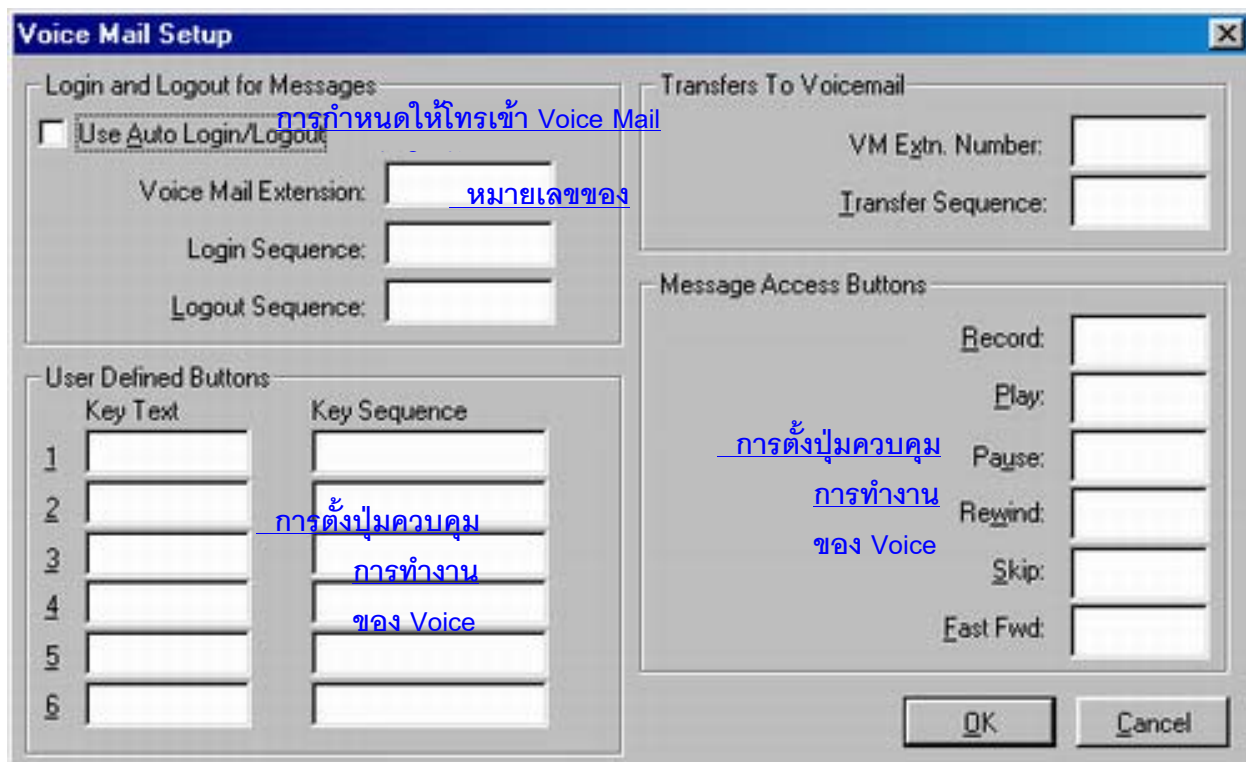 Voice Mail Setup
Login and Logout for Messages
การกำหนดให้โทรเข้า Voice Mail
Use Auto Login/Logout
Voice Mail Extension:
หมายเลขของ
Login Sequence:
Logout Sequence:
User Defined Buttons
Key Text Key Sequence
1
2
การตั้งปุ่มควบคุม
3
การทำงาน
4
ของ Voice
5
6
Transfers To Voicemail
VM Extn. Number:
Transfer Sequence:
Message Access Buttons
Record:
Play:
การตั้งปุ่มควบคุม
Pause:
การทำงาน
Rewind:
ของ Voice
Skip:
Fast Fwd:
OK Cancel